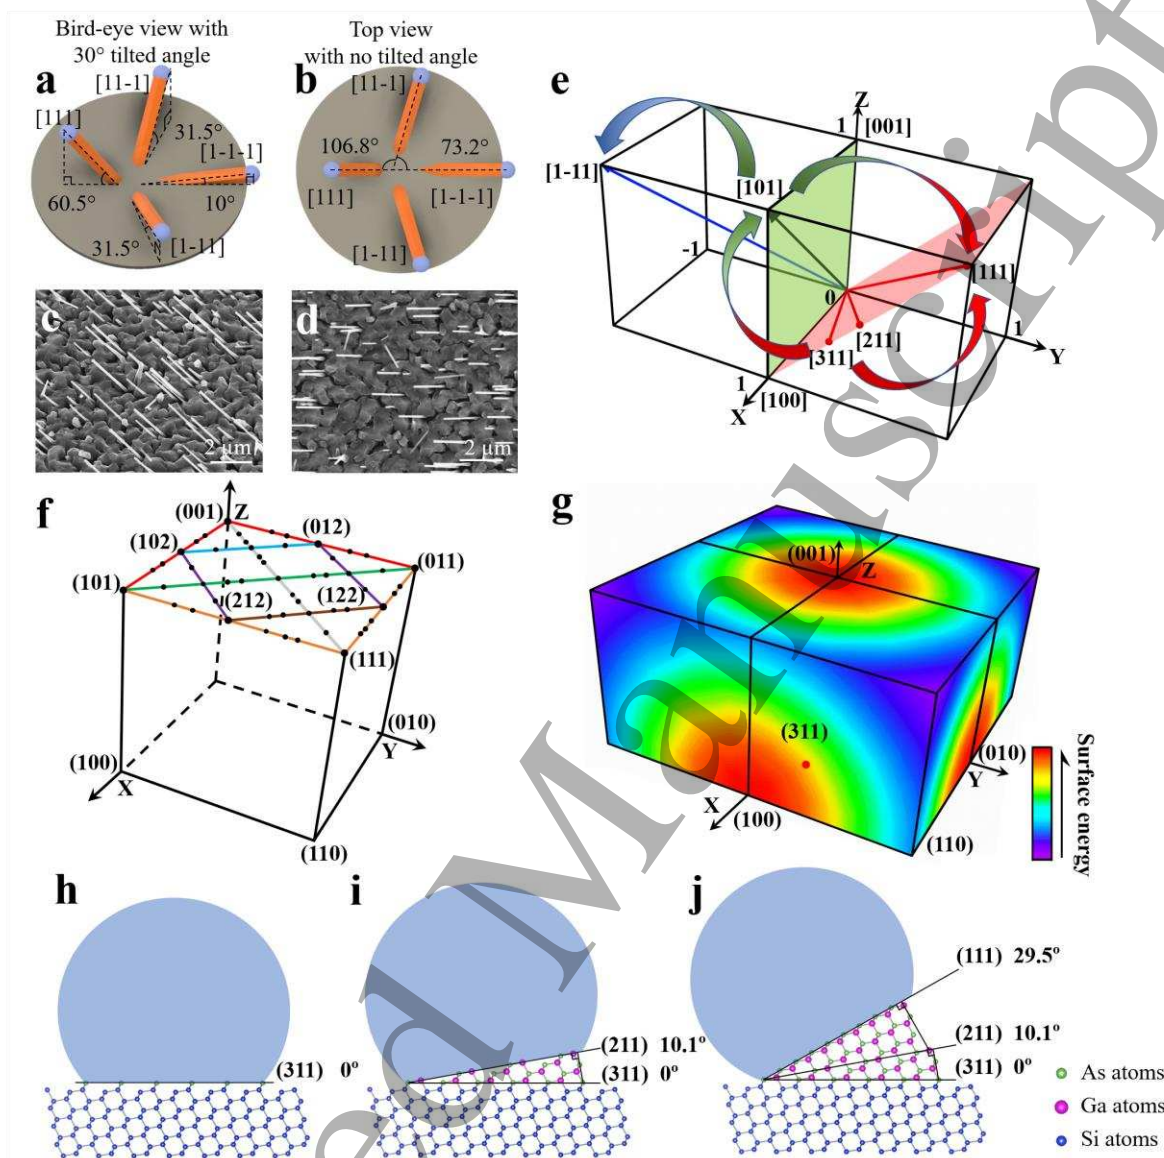 Bird-eye view with
30° tilted angle
Top view
with no tilted angle
a
[11-1]
[111]
31.5°
[1-1-1]
60.5°
10°
31.5°
[1-11]
b
[11-1]
106.8°
73.2°
[111]
[1-1-1]
[1-11]
c
2 μm
d
2 μm
e
Z
1
[001]
[1-11]
[101]
-1
[111]
0
[211]
[311]
1
Y
1
[100]
X
f
(001)
Z
(012)
(102)
(011)
(101)
(212)
(122)
(111)
(010)
Y
(100)
X
(110)
g
(001)
Z
(311)
(010)
Y
X
(100)
(110)
Surface energy
h
(311) 0°
i
(211) 10.1°
(311) 0°
j
(111) 29.5°
(211) 10.1°
(311) 0°
As atoms
Ga atoms
Si atoms
ed Manuscript